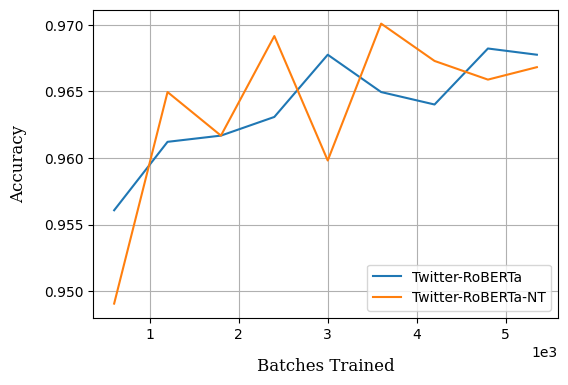 0.970
0.965
0.960
0.955
0.950
Accuracy
1
2
3
4
5
1e3
Batches Trained
Twitter-RoBERTa
Twitter-RoBERTa-NT